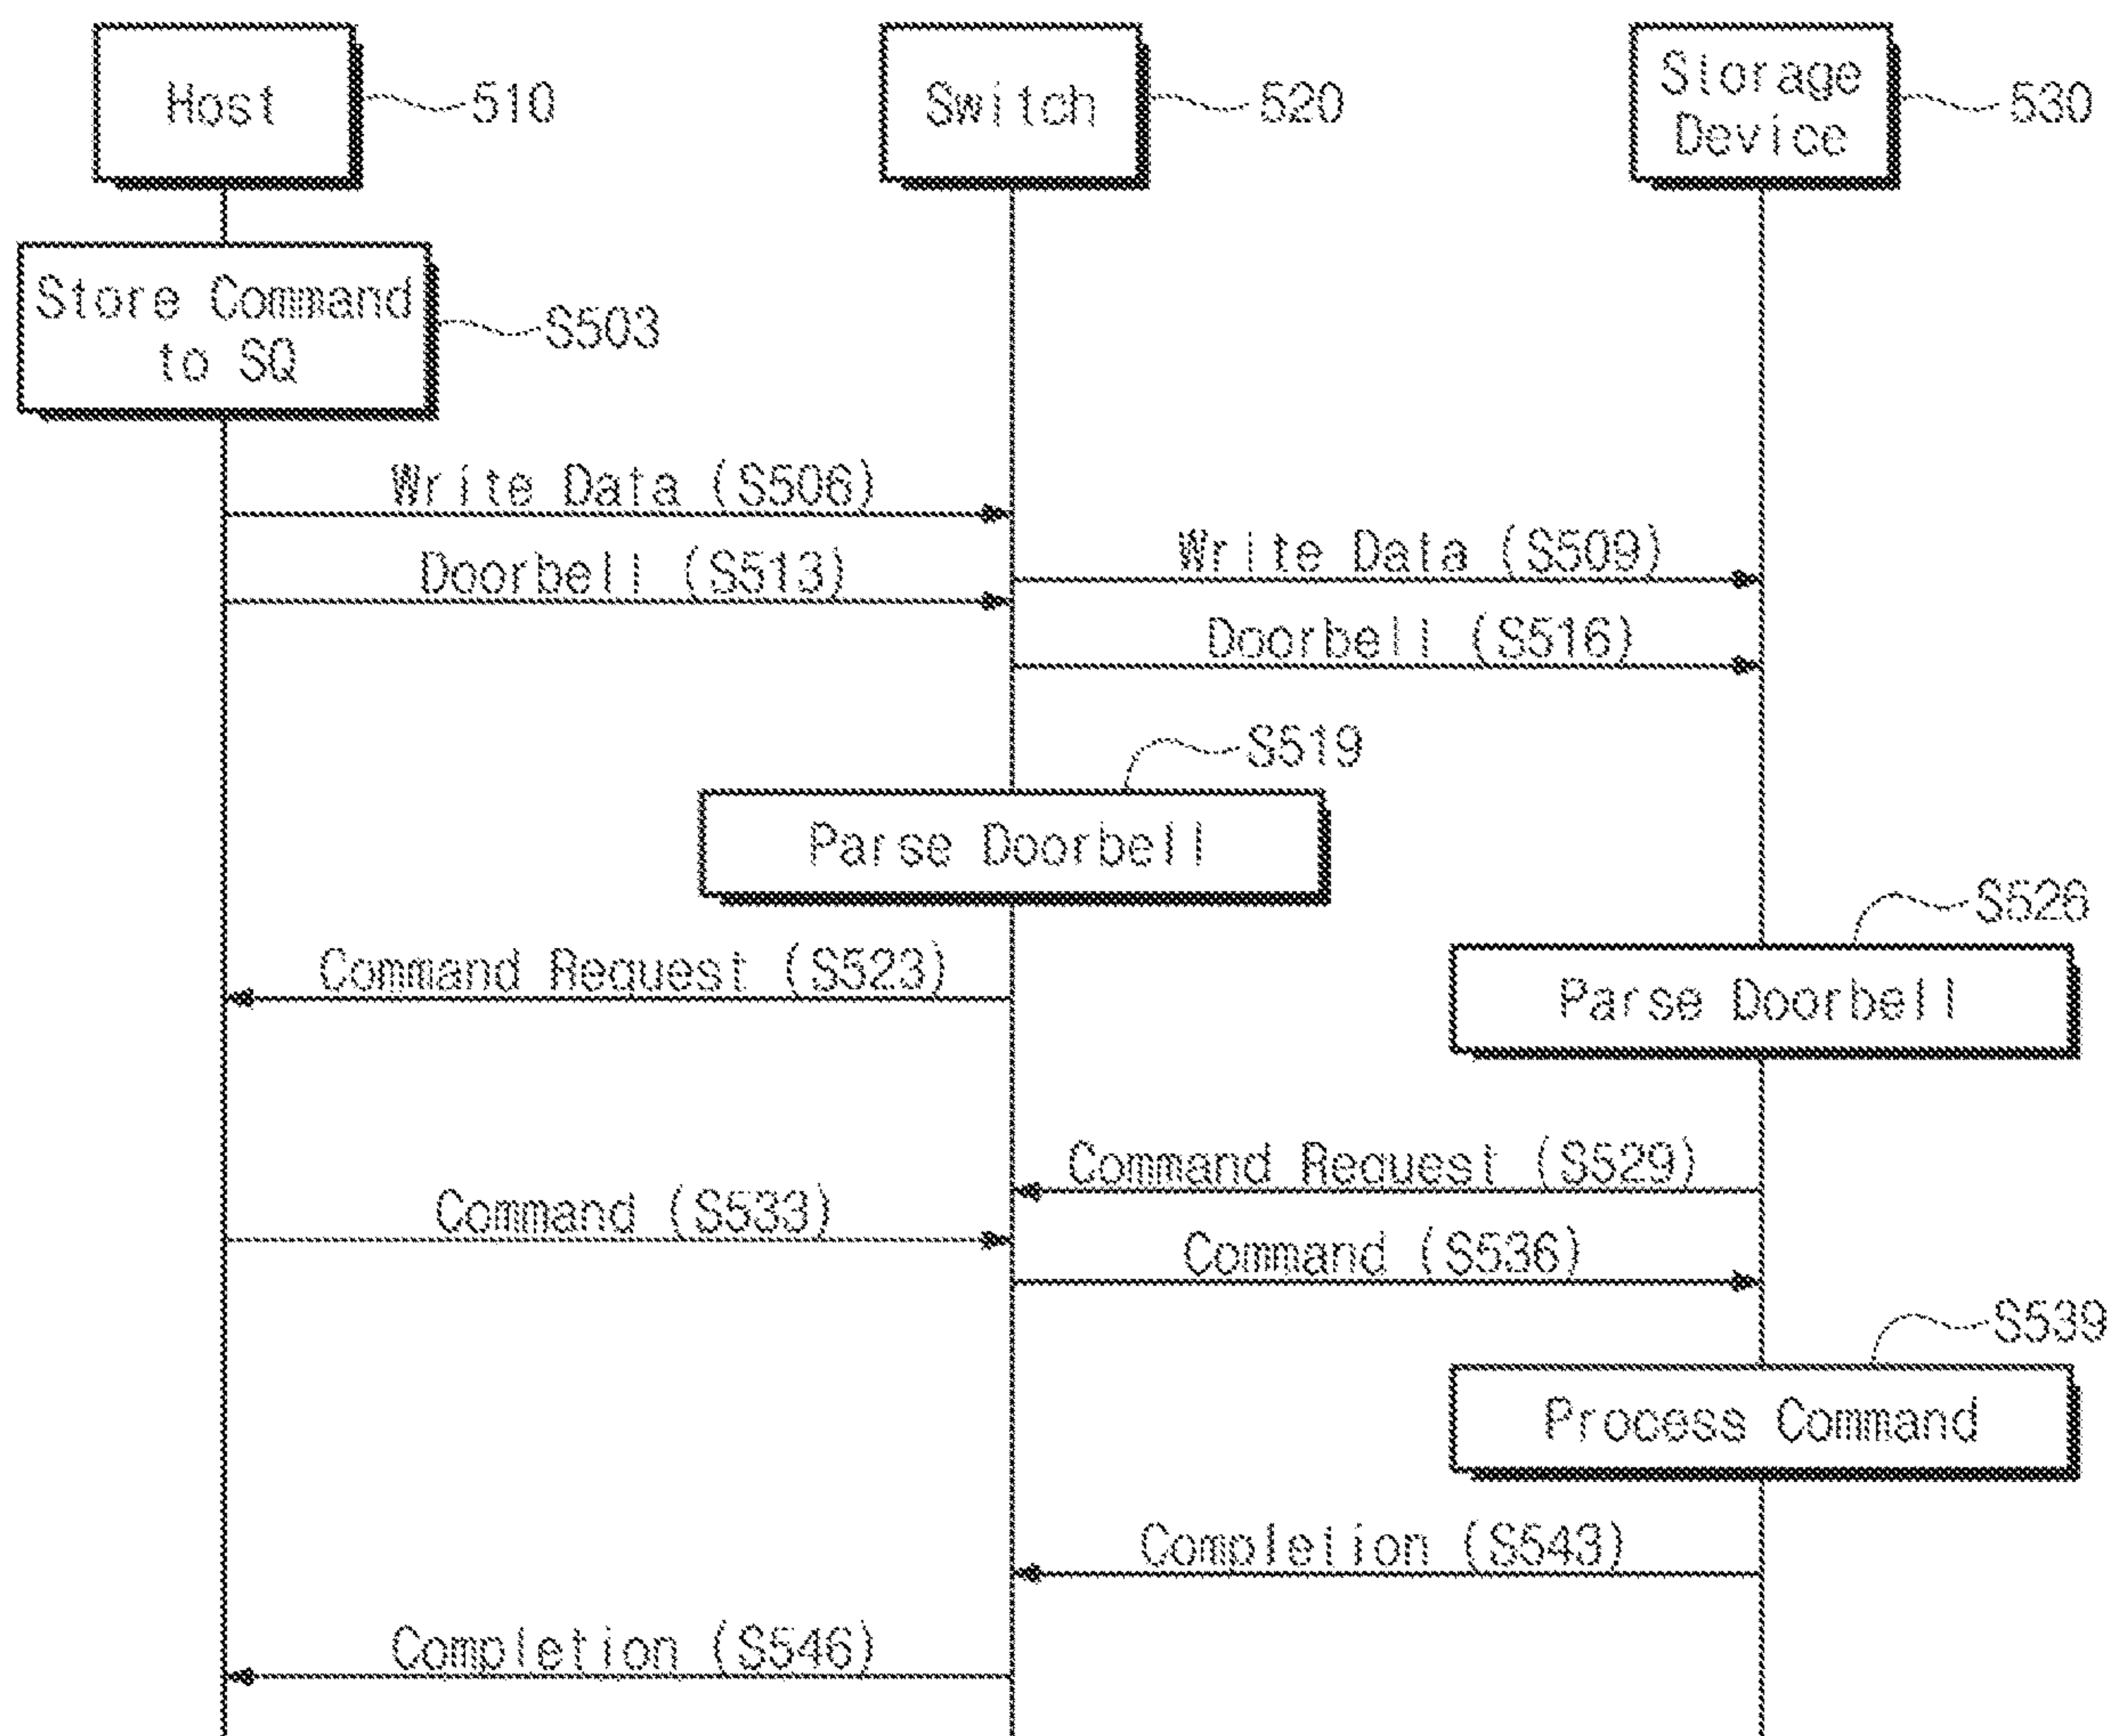 Host
510
Switch
520
Storage
Device
530
Store Command
to SQ
S503
Write Data (S506)
Write Data (S509)
Doorbell (S513)
Doorbell (S516)
S519
Parse Doorbell
S526
Command Request (S523)
Parse Doorbell
Command Request (S529)
Command (S533)
Command (S536)
S539
Process Command
Completion (S543)
Completion (S546)